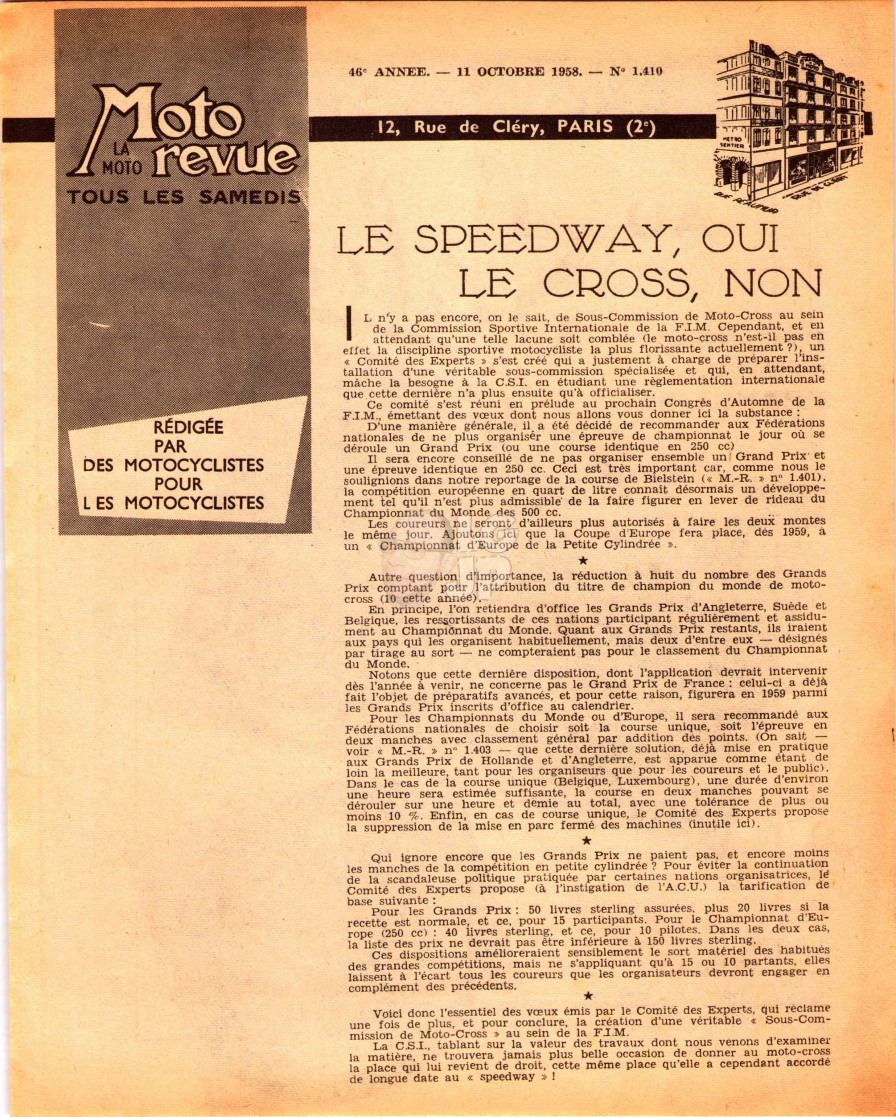 46e ANNEE. — 11 OCTOBRE 1958. — No 1.410
Moto
LA
MOTO revue
TOUS LES SAMEDIS
12, Rue de Cléry, PARIS (2e)
METRO
SENTIER
RUE REAUMUR
RUE DE CLERY
LE SPEEDWAY, OUI
LE CROSS, NON
IL n'y a pas encore, on le sait, de Sous-Commission de Moto-Cross au sein
de la Commission Sportive Internationale de la F.I.M. Cependant, et en
attendant qu'une telle lacune soit comblée (le moto-cross n'est-il pas en
effet la discipline sportive motocycliste la plus florissante actuellement ?), un
« Comité des Experts » s'est créé qui a justement à charge de préparer l'ins-
tallation d'une véritable sous-commission spécialisée et qui, en attendant,
mâche la besogne à la C.S.I. en étudiant une règlementation internationale
que cette dernière n'a plus ensuite qu'à officialiser.
Ce comité s'est réuni en prélude au prochain Congrès d'Automne de la
F.I.M., émettant des vœux dont nous allons vous donner ici la substance :
D'une manière générale, il a été décidé de recommander aux Fédérations
nationales de ne plus organiser une épreuve de championnat le jour où se
déroule un Grand Prix (ou une course identique en 250 cc)
Il sera encore conseillé de ne pas organiser ensemble un Grand Prix et
une épreuve identique en 250 cc. Ceci est très important car, comme nous le
soulignions dans notre reportage de la course de Bielstein (« M.-R. » no 1.401),
la compétition européenne en quart de litre connaît désormais un développe-
ment tel qu'il n'est plus admissible de la faire figurer en lever de rideau du
Championnat du Monde des 500 cc.
Les coureurs ne seront d'ailleurs plus autorisés à faire les deux montes
le même jour. Ajoutons ici que la Coupe d'Europe fera place, dès 1959, à
un « Championnat d'Europe de la Petite Cylindrée ».
★
Autre question d'importance, la réduction à huit du nombre des Grands
Prix comptant pour l'attribution du titre de champion du monde de moto-
cross (10 cette année).
En principe, l'on retiendra d'office les Grands Prix d'Angleterre, Suède et
Belgique, les ressortissants de ces nations participant régulièrement et assidu-
ment au Championnat du Monde. Quant aux Grands Prix restants, ils iraient
aux pays qui les organisent habituellement, mais deux d'entre eux — désignés
par tirage au sort — ne compteraient pas pour le classement du Championnat
du Monde.
Notons que cette dernière disposition, dont l'application devrait intervenir
dès l'année à venir, ne concerne pas le Grand Prix de France : celui-ci a déjà
fait l'objet de préparatifs avancés, et pour cette raison, figurera en 1959 parmi
les Grands Prix inscrits d'office au calendrier.
Pour les Championnats du Monde ou d'Europe, il sera recommandé aux
Fédérations nationales de choisir soit la course unique, soit l'épreuve en
deux manches avec classement général par addition des points. (On sait —
voir « M.-R. » no 1.403 — que cette dernière solution, déjà mise en pratique
aux Grands Prix de Hollande et d'Angleterre, est apparue comme étant de
loin la meilleure, tant pour les organiseurs que pour les coureurs et le public).
Dans le cas de la course unique (Belgique, Luxembourg), une durée d'environ
une heure sera estimée suffisante, la course en deux manches pouvant se
dérouler sur une heure et demie au total, avec une tolérance de plus ou
moins 10 %. Enfin, en cas de course unique, le Comité des Experts propose
la suppression de la mise en parc fermé des machines (inutile ici).
★
Qui ignore encore que les Grands Prix ne paient pas, et encore moins
les manches de la compétition en petite cylindrée ? Pour éviter la continuation
de la scandaleuse politique pratiquée par certaines nations organisatrices, le
Comité des Experts propose (à l'instigation de l'A.C.U.) la tarification de
base suivante :
Pour les Grands Prix : 50 livres sterling assurées, plus 20 livres si la
recette est normale, et ce, pour 15 participants. Pour le Championnat d'Eu-
rope (250 cc) : 40 livres sterling, et ce, pour 10 pilotes. Dans les deux cas,
la liste des prix ne devrait pas être inférieure à 150 livres sterling.
Ces dispositions amélioreraient sensiblement le sort matériel des habitués
des grandes compétitions, mais ne s'appliquant qu'à 15 ou 10 partants, elles
laissent à l'écart tous les coureurs que les organisateurs devront engager en
complément des précédents.
★
Voici donc l'essentiel des vœux émis par le Comité des Experts, qui réclame
une fois de plus, et pour conclure, la création d'une véritable « Sous-Com-
mission de Moto-Cross » au sein de la F.I.M.
La C.S.I., tablant sur la valeur des travaux dont nous venons d'examiner
la matière, ne trouvera jamais plus belle occasion de donner au moto-cross
la place qui lui revient de droit, cette même place qu'elle a cependant accordé
de longue date au « speedway » !
RÉDIGÉE
PAR
DES MOTOCYCLISTES
POUR
LES MOTOCYCLISTES